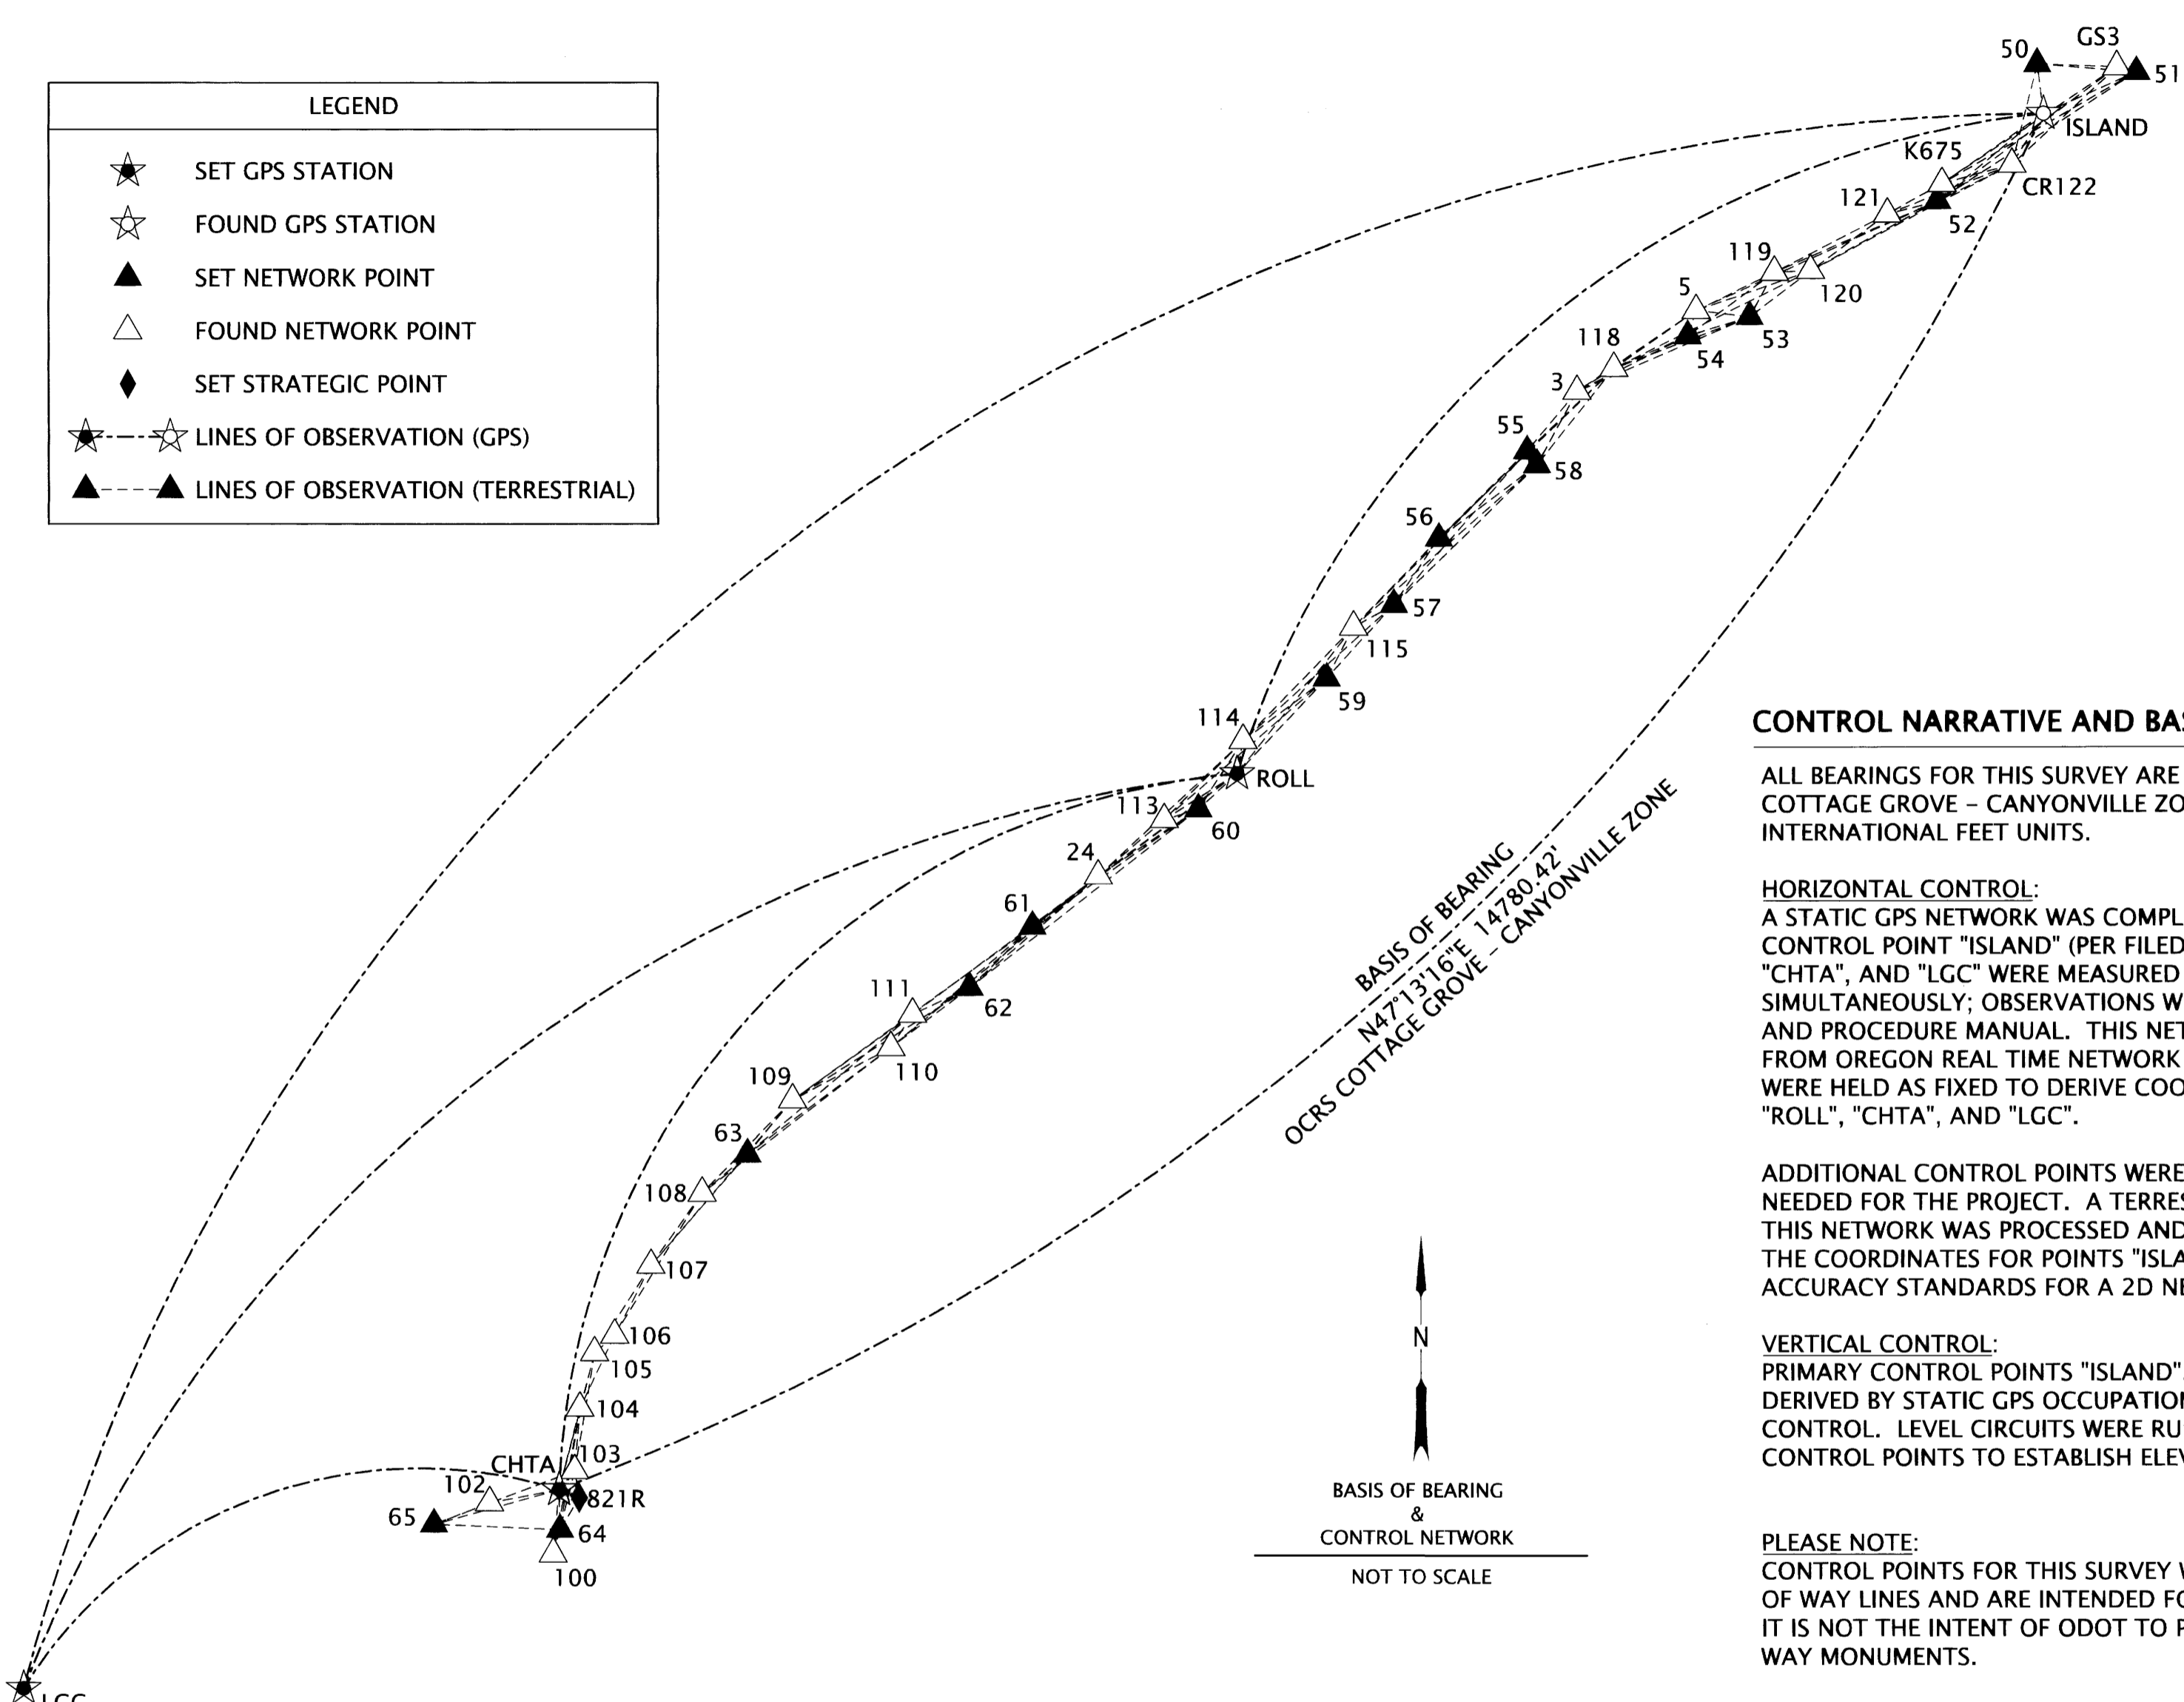 LEGEND
SET GPS STATION
FOUND GPS STATION
SET NETWORK POINT
FOUND NETWORK POINT
SET STRATEGIC POINT
LINES OF OBSERVATION (GPS)
LINES OF OBSERVATION (TERRESTRIAL)
GS3
50
51
ISLAND
K675
CR122
121
52
119
120
5
53
118
54
3
55
58
56
57
115
59
114
ROLL
113
60
24
61
111
62
110
109
63
108
107
106
105
104
103
CHTA
102
821R
65
64
100
BASIS OF BEARING
N47°13'16"E 14780.42'
OCRS COTTAGE GROVE - CANYONVILLE ZONE
N
BASIS OF BEARING
&
CONTROL NETWORK
NOT TO SCALE
CONTROL NARRATIVE AND BAS
ALL BEARINGS FOR THIS SURVEY ARE
COTTAGE GROVE – CANYONVILLE ZO
INTERNATIONAL FEET UNITS.
HORIZONTAL CONTROL:
A STATIC GPS NETWORK WAS COMPL
CONTROL POINT "ISLAND" (PER FILED
"CHTA", AND "LGC" WERE MEASURED
SIMULTANEOUSLY; OBSERVATIONS W
AND PROCEDURE MANUAL. THIS NET
FROM OREGON REAL TIME NETWORK
WERE HELD AS FIXED TO DERIVE COO
"ROLL", "CHTA", AND "LGC".
ADDITIONAL CONTROL POINTS WERE
NEEDED FOR THE PROJECT. A TERRES
THIS NETWORK WAS PROCESSED AND
THE COORDINATES FOR POINTS "ISLA
ACCURACY STANDARDS FOR A 2D NE
VERTICAL CONTROL:
PRIMARY CONTROL POINTS "ISLAND"
DERIVED BY STATIC GPS OCCUPATION
CONTROL. LEVEL CIRCUITS WERE RU
CONTROL POINTS TO ESTABLISH ELEV
PLEASE NOTE:
CONTROL POINTS FOR THIS SURVEY W
OF WAY LINES AND ARE INTENDED FO
IT IS NOT THE INTENT OF ODOT TO P
WAY MONUMENTS.
LGC